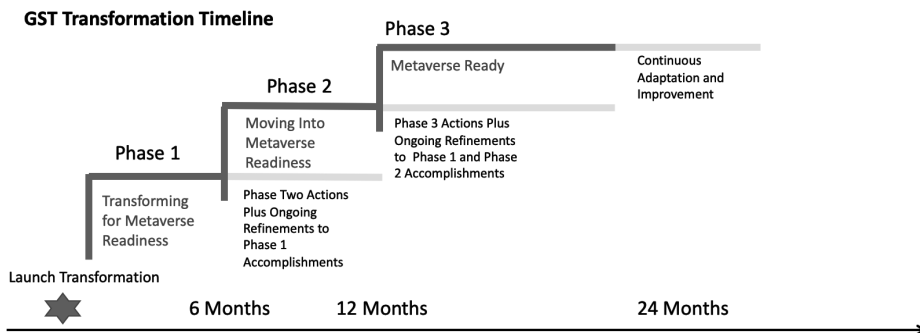 GST Transformation Timeline
Phase 3
Metaverse Ready
Continuous
Adaptation and
Improvement
Phase 2
Moving Into
Metaverse
Readiness
Phase 3 Actions Plus
Ongoing Refinements
to Phase 1 and Phase
2 Accomplishments
Phase 1
Transforming
for Metaverse
Readiness
Phase Two Actions
Plus Ongoing
Refinements to
Phase 1
Accomplishments
Launch Transformation
6 Months
12 Months
24 Months